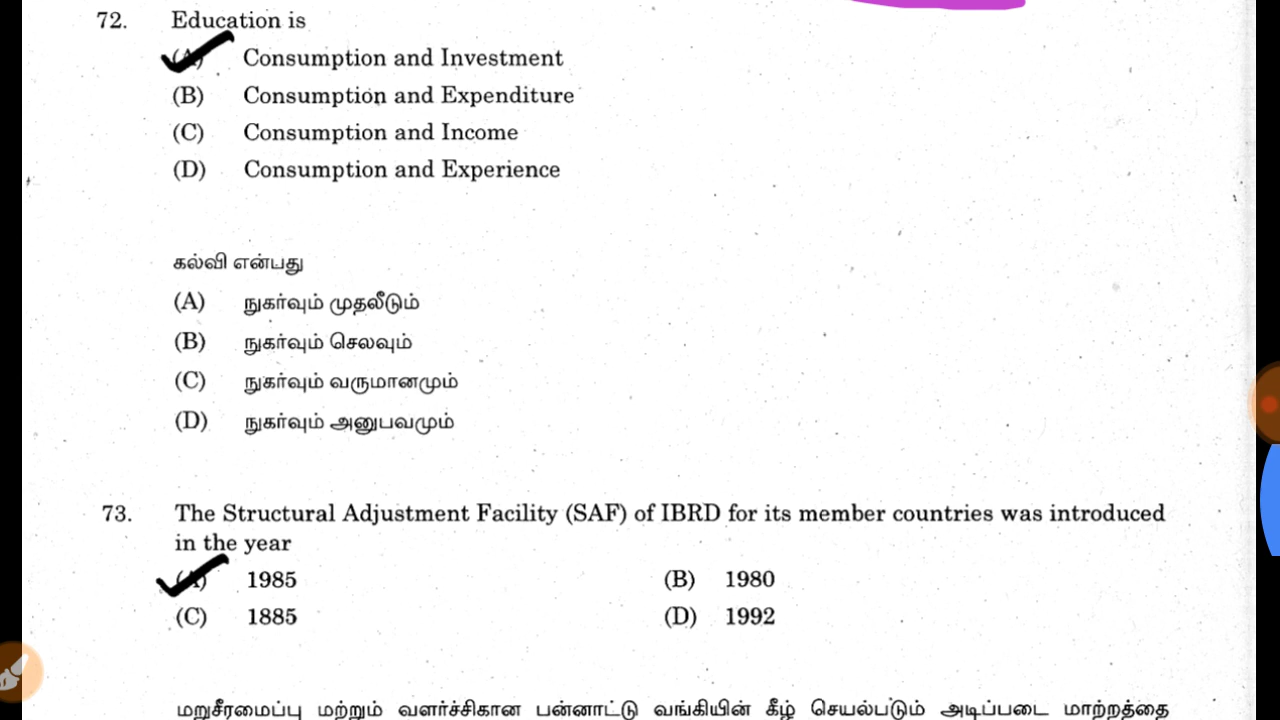 72. Education is
(A) Consumption and Investment
(B) Consumption and Expenditure
(C) Consumption and Income
(D) Consumption and Experience
கல்வி என்பது
(A) நுகர்வும் முதலீடும்
(B) நுகர்வும் செலவும்
(C) நுகர்வும் வருமானமும்
(D) நுகர்வும் அனுபவமும்
73. The Structural Adjustment Facility (SAF) of IBRD for its member countries was introduced
in the year
(A) 1985 (B) 1980
(C) 1885 (D) 1992
மறுசீரமைப்பு மற்றும் வளர்ச்சிகான பன்னாட்டு வங்கியின் கீழ் செயல்படும் அடிப்படை மாற்றத்தை